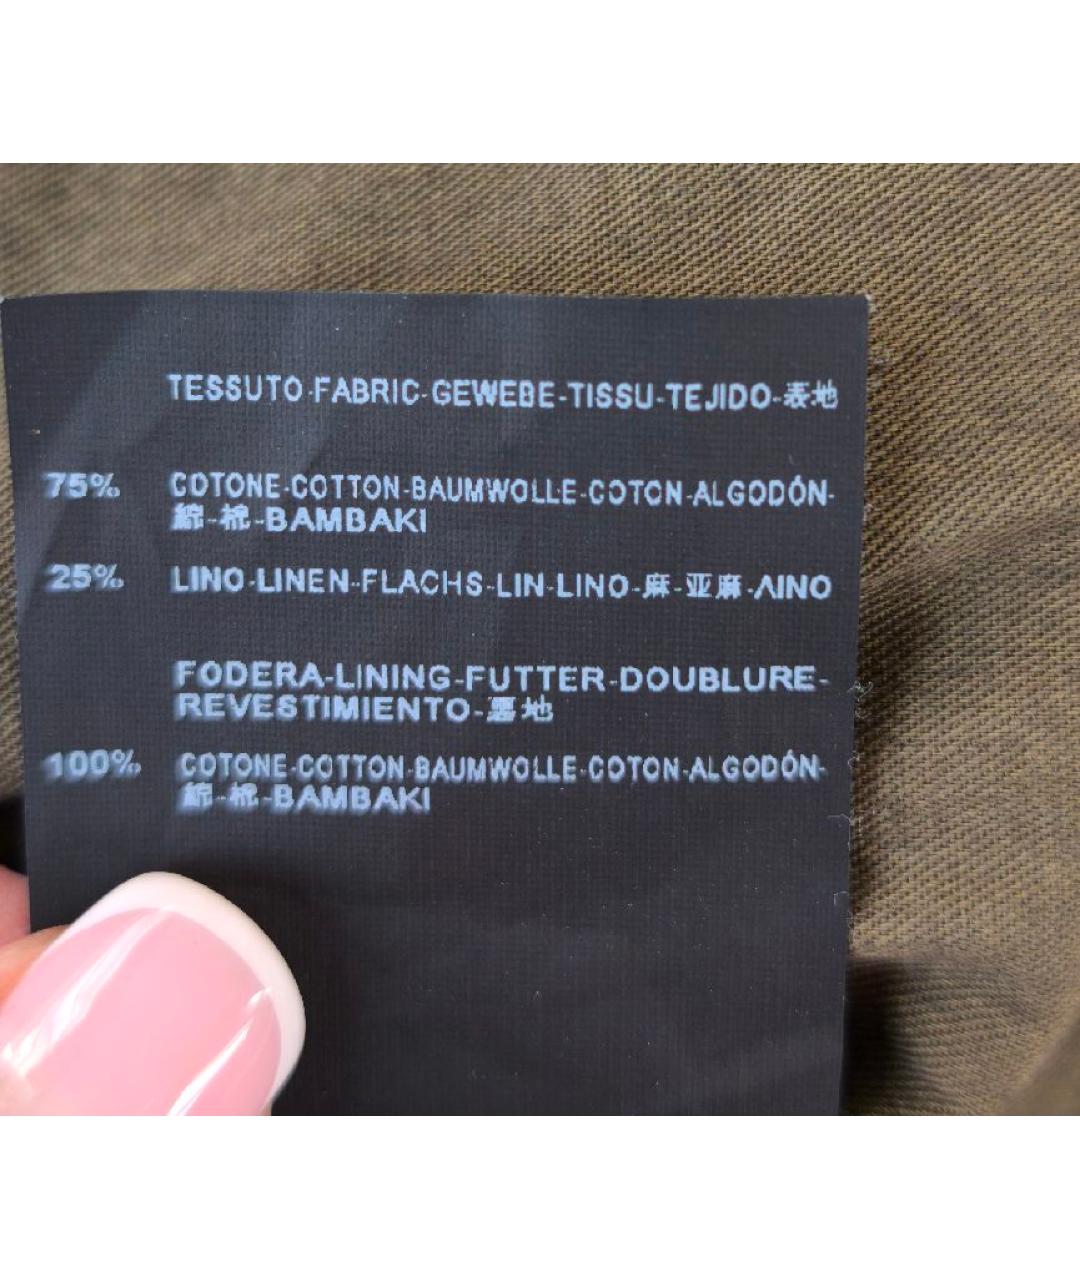 TESSUTO-FABRIC-GEWEBE-TISSU-TEJIDO-表地
75% COTONE-COTTON-BAUMWOLLE-COTON-ALGODÓN-
綿-棉-BAMBAKI
25% LINO-LINEN-FLACHS-LIN-LINO-麻-亚麻-ΛINO
FODERA-LINING-FUTTER-DOUBLURE-
REVESTIMIENTO-裏地
100% COTONE-COTTON-BAUMWOLLE-COTON-ALGODÓN-
綿-棉-BAMBAKI